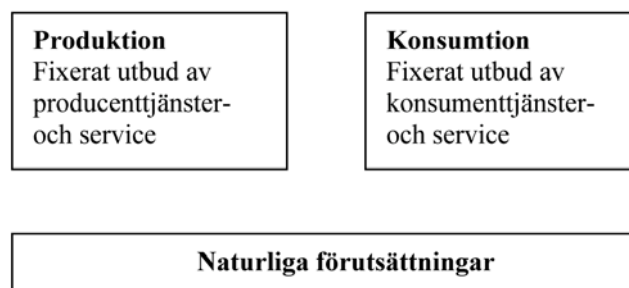 Produktion
Fixerat utbud av
producenttjänster-
och service
Konsumtion
Fixerat utbud av
konsumenttjänster-
och service
Naturliga förutsättningar